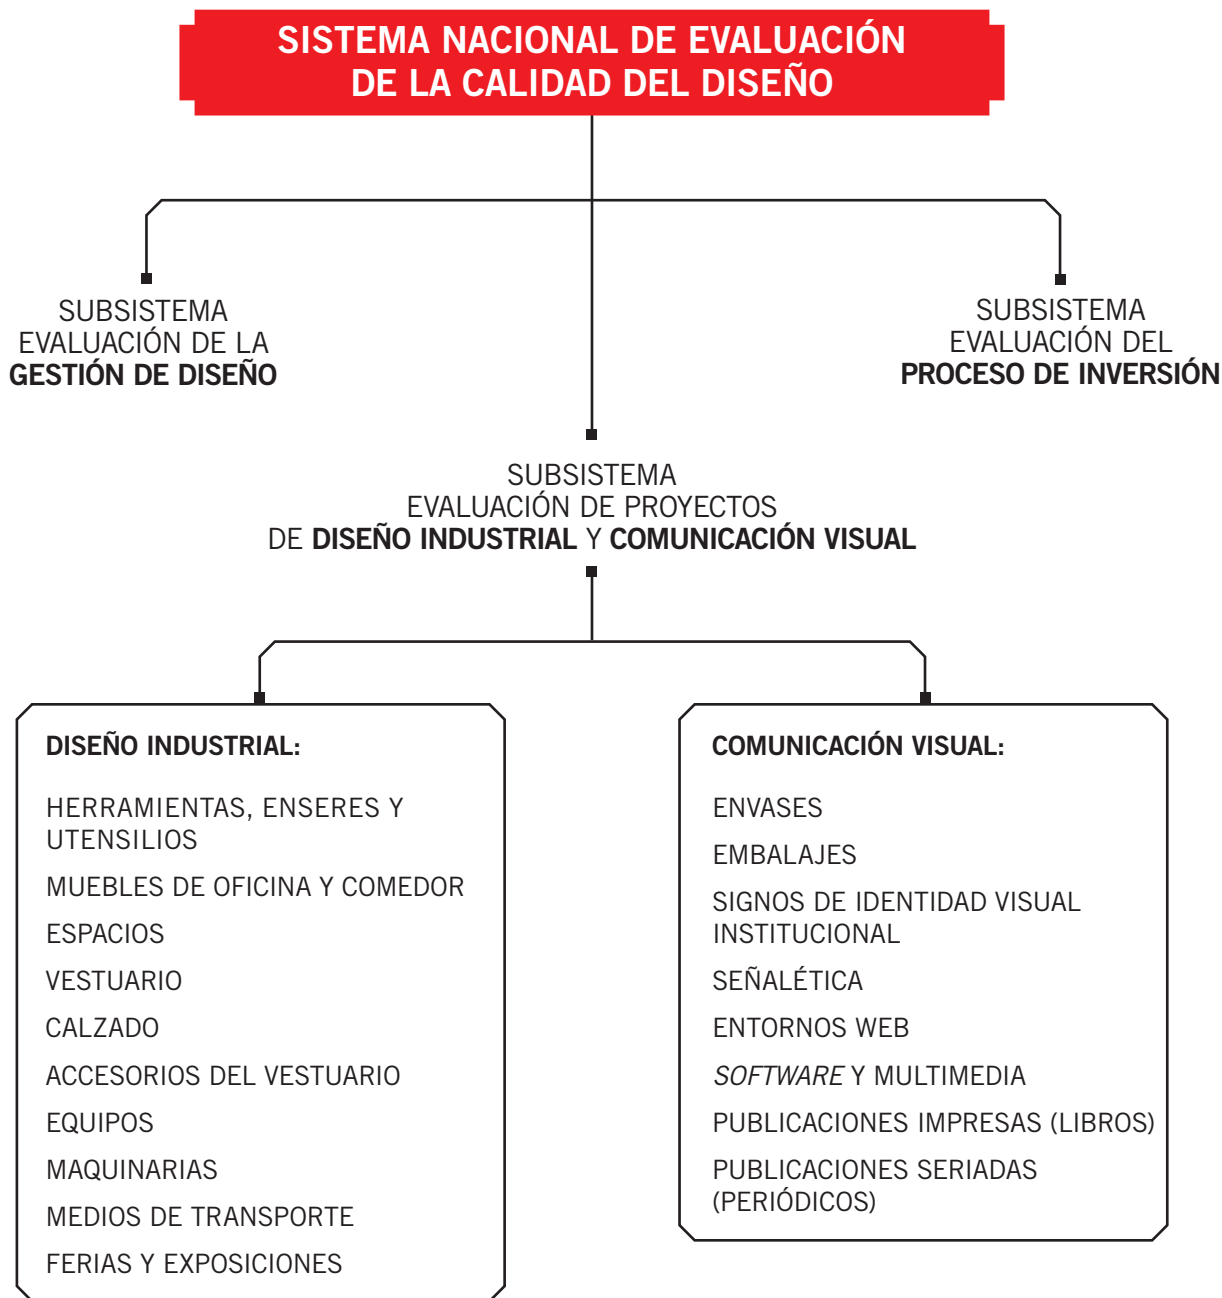 SISTEMA NACIONAL DE EVALUACIÓN
DE LA CALIDAD DEL DISEÑO
SUBSISTEMA
EVALUACIÓN DE LA
GESTIÓN DE DISEÑO
SUBSISTEMA
EVALUACIÓN DEL
PROCESO DE INVERSIÓN
SUBSISTEMA
EVALUACIÓN DE PROYECTOS
DE DISEÑO INDUSTRIAL Y COMUNICACIÓN VISUAL
DISEÑO INDUSTRIAL:
HERRAMIENTAS, ENSERES Y
UTENSILIOS
MUEBLES DE OFICINA Y COMEDOR
ESPACIOS
VESTUARIO
CALZADO
ACCESORIOS DEL VESTUARIO
EQUIPOS
MAQUINARIAS
MEDIOS DE TRANSPORTE
FERIAS Y EXPOSICIONES
COMUNICACIÓN VISUAL:
ENVASES
EMBALAJES
SIGNOS DE IDENTIDAD VISUAL
INSTITUCIONAL
SEÑALÉTICA
ENTORNOS WEB
SOFTWARE Y MULTIMEDIA
PUBLICACIONES IMPRESAS (LIBROS)
PUBLICACIONES SERIADAS
(PERIÓDICOS)